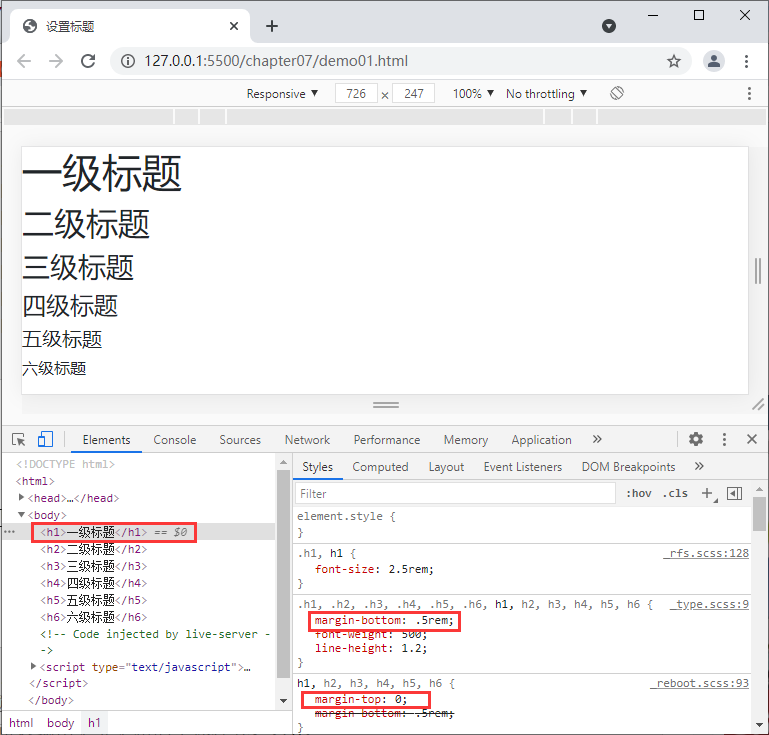 设置标题
127.0.0.1:5500/chapter07/demo01.html
Responsive ▼ 726 × 247 100% ▼ No throttling ▼
一级标题
二级标题
三级标题
四级标题
五级标题
六级标题
Elements Console Sources Network Performance Memory Application »
<!DOCTYPE html>
<html>
<head>…</head>
<body>
<h1>一级标题</h1> == $0
<h2>二级标题</h2>
<h3>三级标题</h3>
<h4>四级标题</h4>
<h5>五级标题</h5>
<h6>六级标题</h6>
<!-- Code injected by live-server -
->
<script type="text/javascript">…
</script>
</body>
html body h1
Styles Computed Layout Event Listeners DOM Breakpoints »
Filter :hov .cls +
element.style {
}
.h1, h1 { _rfs.scss:128
font-size: 2.5rem;
}
.h1, .h2, .h3, .h4, .h5, .h6, h1, h2, h3, h4, h5, h6 { _type.scss:9
margin-bottom: .5rem;
font-weight: 500;
line-height: 1.2;
}
h1, h2, h3, h4, h5, h6 { _reboot.scss:93
margin-top: 0;
margin-bottom: .5rem;
}